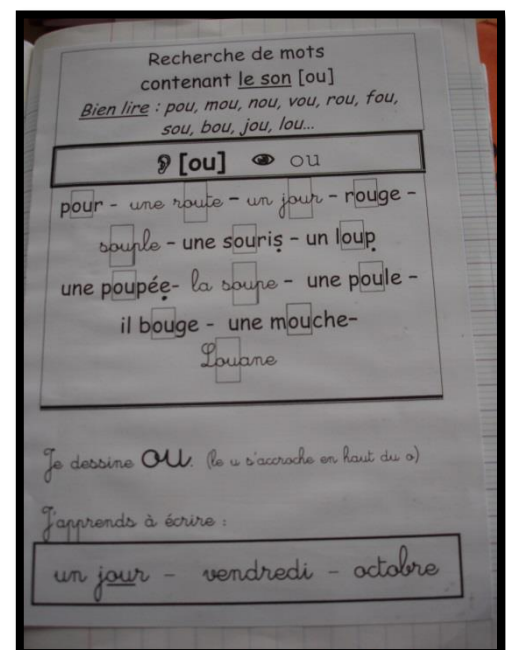 Recherche de mots
contenant le son [ou]
Bien lire : pou, mou, nou, vou, rou, fou,
sou, bou, jou, lou...
[ou] ou
pour - une route - un jour - rouge -
souple - une souris - un loup
une poupée- la soupe - une poule -
il bouge - une mouche-
Louane
Je dessine ou. (le u s'accroche en haut du o)
J'apprends à écrire :
un jour - vendredi - octobre